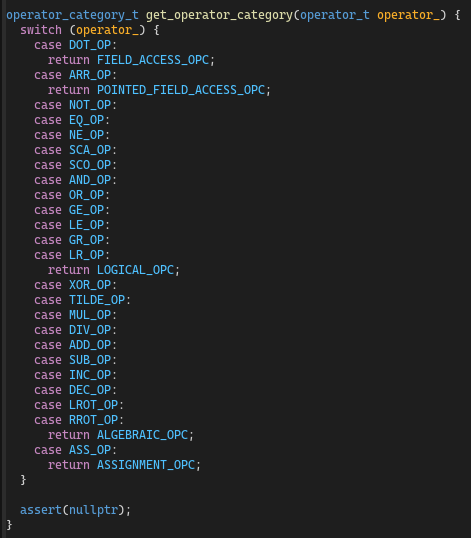 operator_category_t get_operator_category(operator_t operator_) {
  switch (operator_) {
    case DOT_OP:
      return FIELD_ACCESS_OPC;
    case ARR_OP:
      return POINTED_FIELD_ACCESS_OPC;
    case NOT_OP:
    case EQ_OP:
    case NE_OP:
    case SCA_OP:
    case SCO_OP:
    case AND_OP:
    case OR_OP:
    case GE_OP:
    case LE_OP:
    case GR_OP:
    case LR_OP:
      return LOGICAL_OPC;
    case XOR_OP:
    case TILDE_OP:
    case MUL_OP:
    case DIV_OP:
    case ADD_OP:
    case SUB_OP:
    case INC_OP:
    case DEC_OP:
    case LROT_OP:
    case RROT_OP:
      return ALGEBRAIC_OPC;
    case ASS_OP:
      return ASSIGNMENT_OPC;
  }

  assert(nullptr);
}